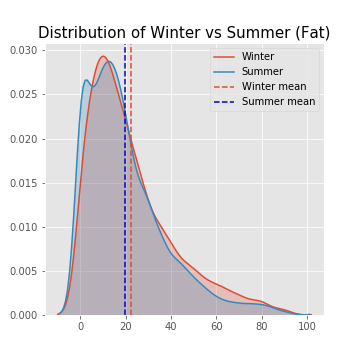 Distribution of Winter vs Summer (Fat)
0.030
0.025
0.020
0.015
0.010
0.005
0.000
0
20
40
60
80
100
Winter
Summer
Winter mean
Summer mean